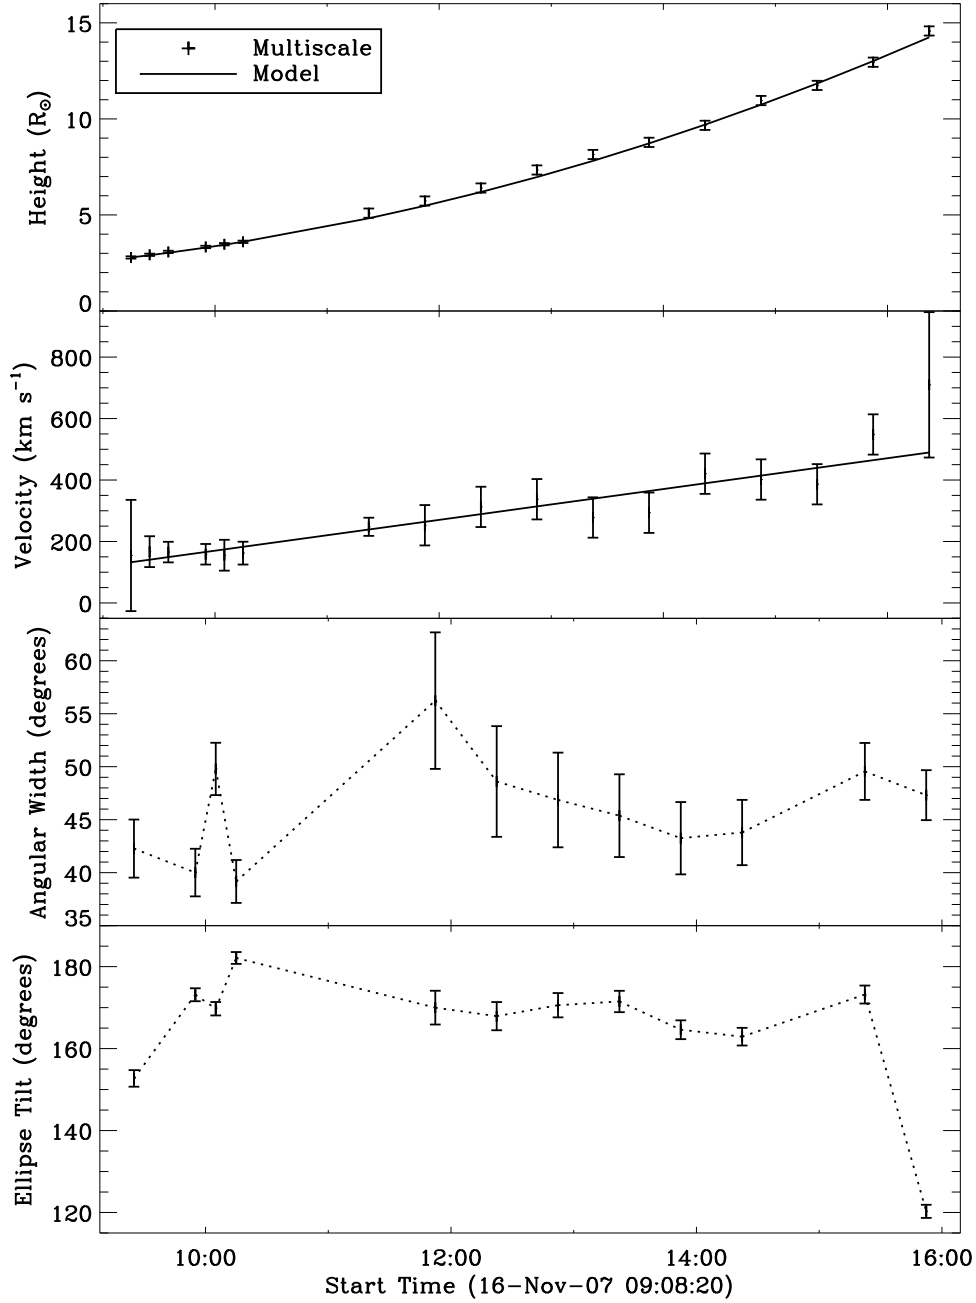 Multiscale
Model
Height (R⊙)
15
10
5
0
Velocity (km s⁻¹)
800
600
400
200
0
Angular Width (degrees)
60
55
50
45
40
35
Ellipse Tilt (degrees)
180
160
140
120
10:00 12:00 14:00 16:00
Start Time (16-Nov-07 09:08:20)